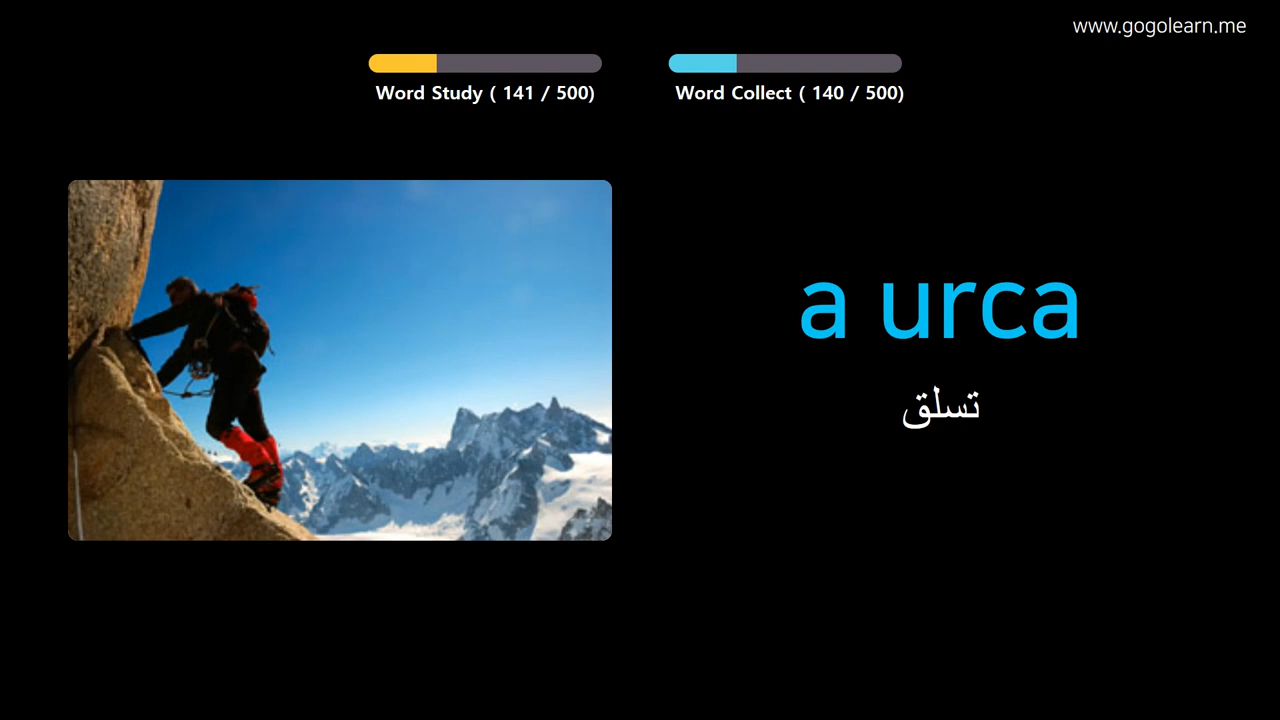 www.gogolearn.me
Word Study ( 141 / 500)
Word Collect ( 140 / 500)
a urca
تسلق